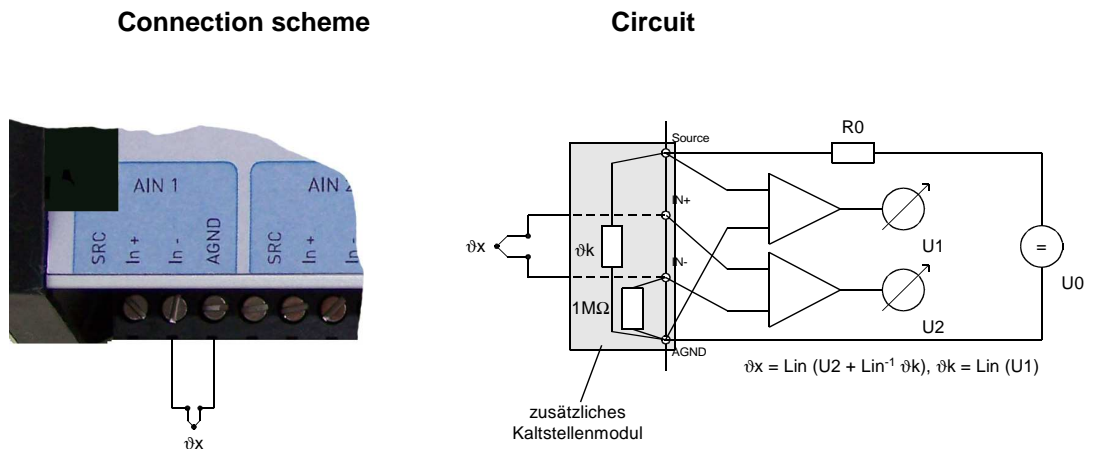 Connection scheme
Circuit
AIN 1
AIN 2
SRC
In +
In -
AGND
SRC
In +
In -
ϑx
Source
IN+
IN-
AGND
ϑx
ϑk
1MΩ
R0
U1
U2
=
U0
ϑx = Lin (U2 + Lin⁻¹ ϑk), ϑk = Lin (U1)
zusätzliches
Kaltstellenmodul